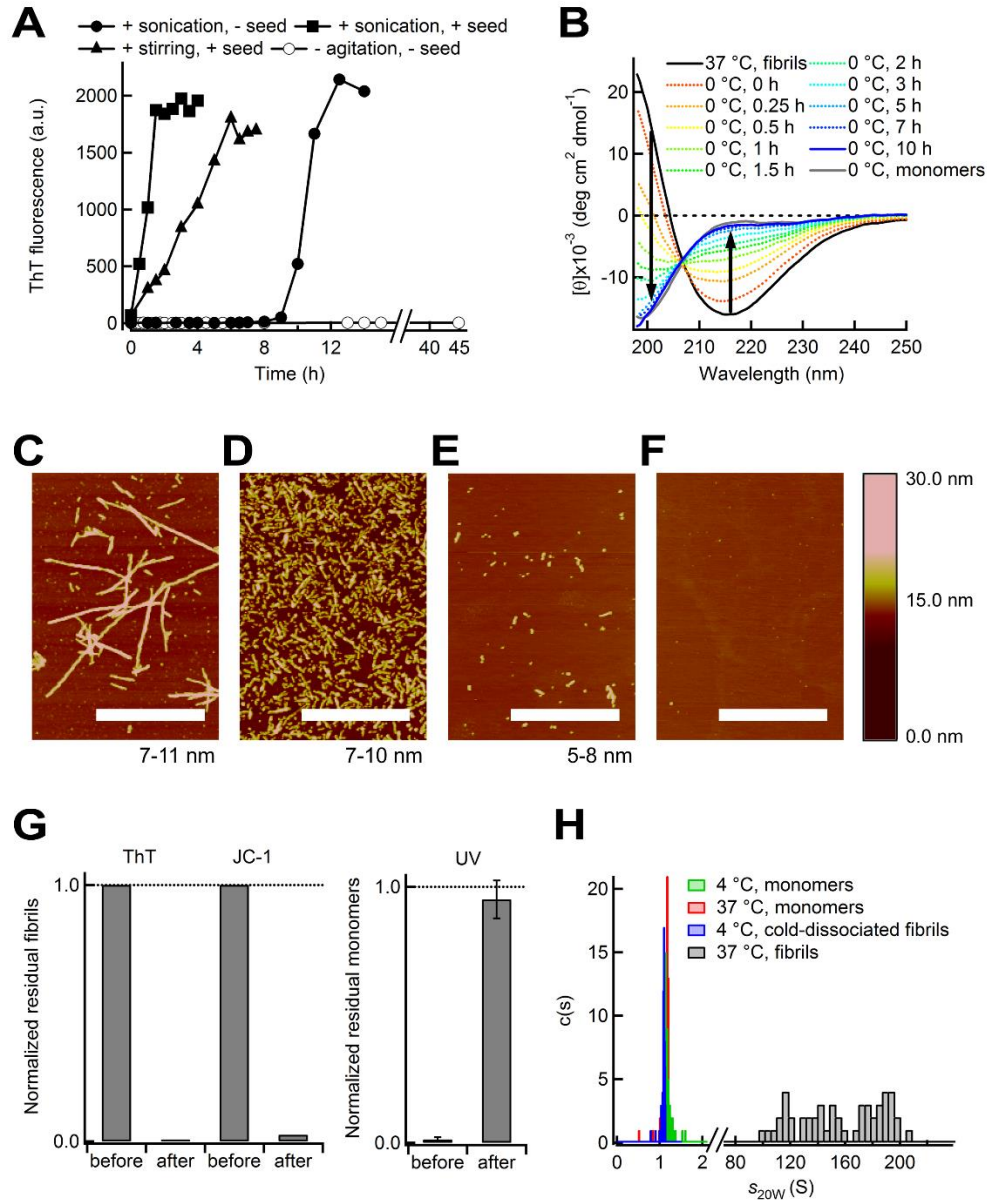 A
+ sonication, - seed + sonication, + seed
+ stirring, + seed - agitation, - seed
ThT fluorescence (a.u.)
2000
1500
1000
500
0
0 4 8 12 40 45
Time (h)
B
37 °C, fibrils 0 °C, 2 h
0 °C, 0 h 0 °C, 3 h
0 °C, 0.25 h 0 °C, 5 h
0 °C, 0.5 h 0 °C, 7 h
0 °C, 1 h 0 °C, 10 h
0 °C, 1.5 h 0 °C, monomers
[θ]x10⁻³ (deg cm² dmol⁻¹)
20
10
0
-10
200 210 220 230 240 250
Wavelength (nm)
C D E F
30.0 nm
15.0 nm
0.0 nm
7-11 nm 7-10 nm 5-8 nm
G
ThT JC-1
Normalized residual fibrils
1.0
0.0
before after before after
UV
Normalized residual monomers
1.0
0.0
before after
H
4 °C, monomers
37 °C, monomers
4 °C, cold-dissociated fibrils
37 °C, fibrils
c(s)
20
15
10
5
0
0 1 2 80 120 160 200
s20W (S)